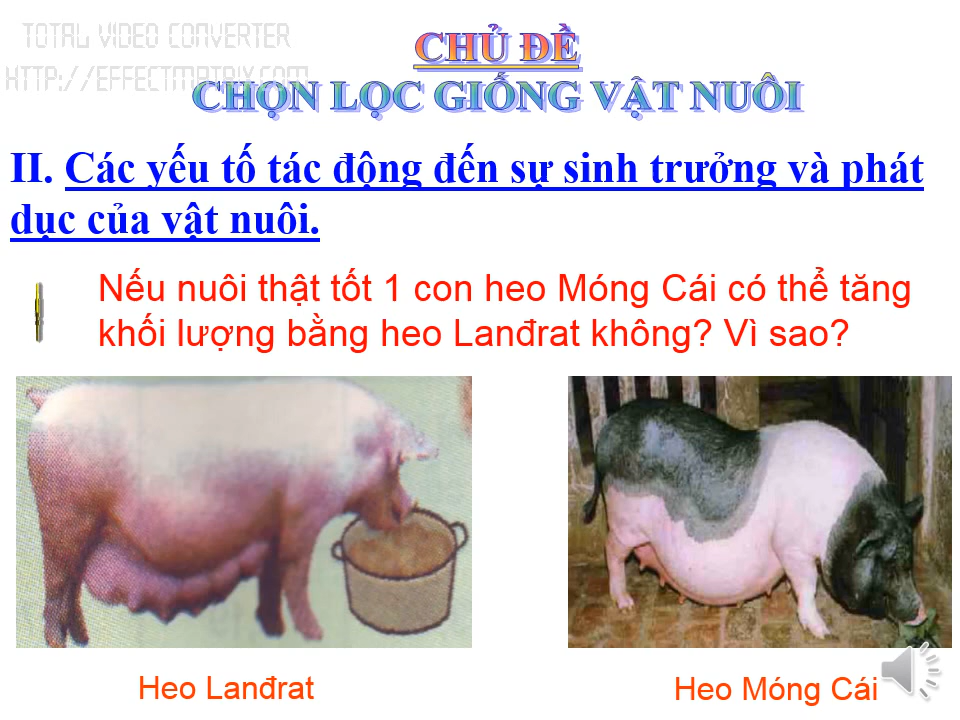 TOTAL VIDEO CONVERTER
HTTP://EFFECTMATRIX.COM
CHỦ ĐỀ
CHỌN LỌC GIỐNG VẬT NUÔI
II. Các yếu tố tác động đến sự sinh trưởng và phát
dục của vật nuôi.
Nếu nuôi thật tốt 1 con heo Móng Cái có thể tăng
khối lượng bằng heo Lanđrat không? Vì sao?
Heo Lanđrat
Heo Móng Cái